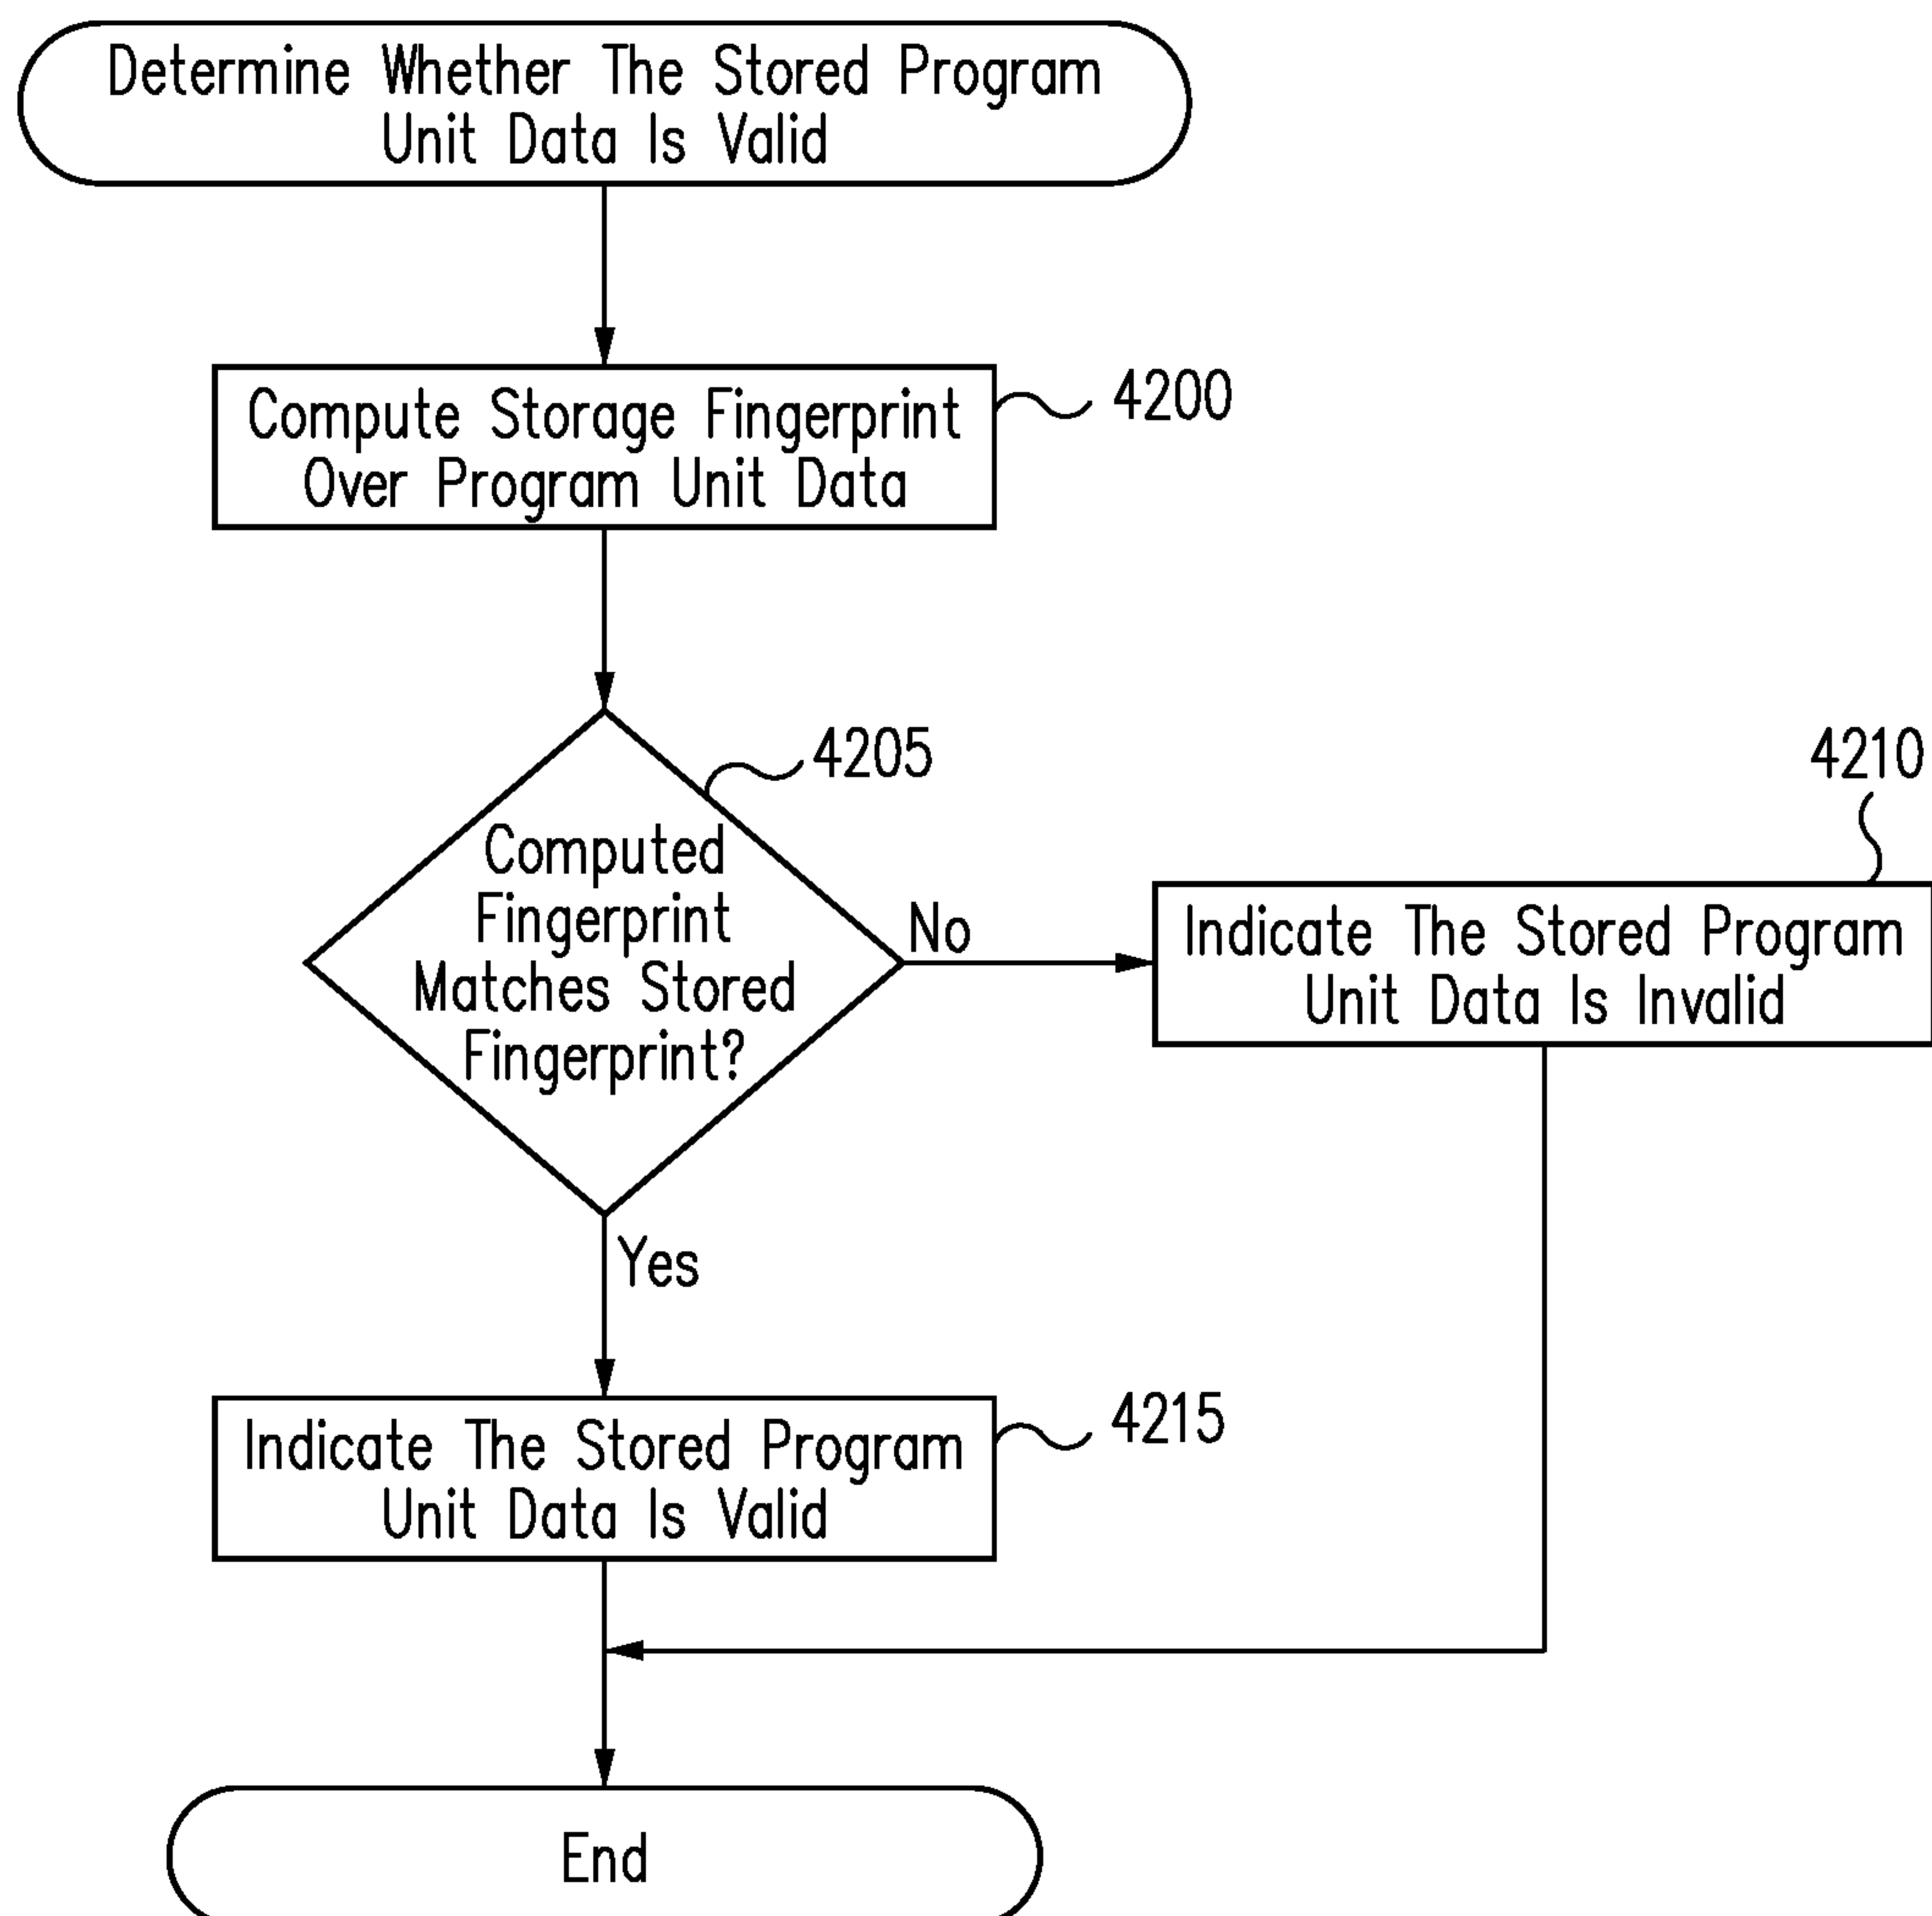 Determine Whether The Stored Program
Unit Data Is Valid
Compute Storage Fingerprint
Over Program Unit Data
4200
4205
Computed
Fingerprint
Matches Stored
Fingerprint?
No
4210
Indicate The Stored Program
Unit Data Is Invalid
Yes
Indicate The Stored Program
Unit Data Is Valid
4215
End